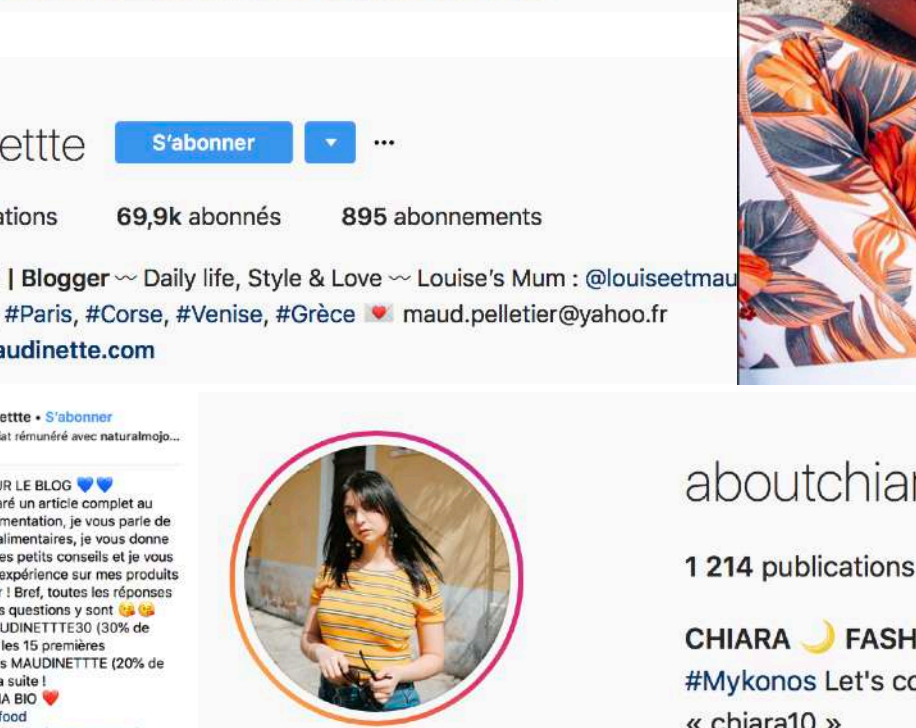 ettte S'abonner ...
ations 69,9k abonnés 895 abonnements
| Blogger 〰 Daily life, Style & Love 〰 Louise's Mum : @louiseetmau
#Paris, #Corse, #Venise, #Grèce 💌 maud.pelletier@yahoo.fr
audinette.com
ettte • S'abonner
iat rémunéré avec naturalmojo...
UR LE BLOG 💙💙
aré un article complet au
mentation, je vous parle de
alimentaires, je vous donne
es petits conseils et je vous
expérience sur mes produits
r ! Bref, toutes les réponses
s questions y sont 😘😘
UDINETTTE30 (30% de
les 15 premières
s MAUDINETTTE (20% de
a suite !
MA BIO ❤️
food
aboutchiar
1 214 publications
CHIARA 🌙 FASH
#Mykonos Let's co
« chiara10 »